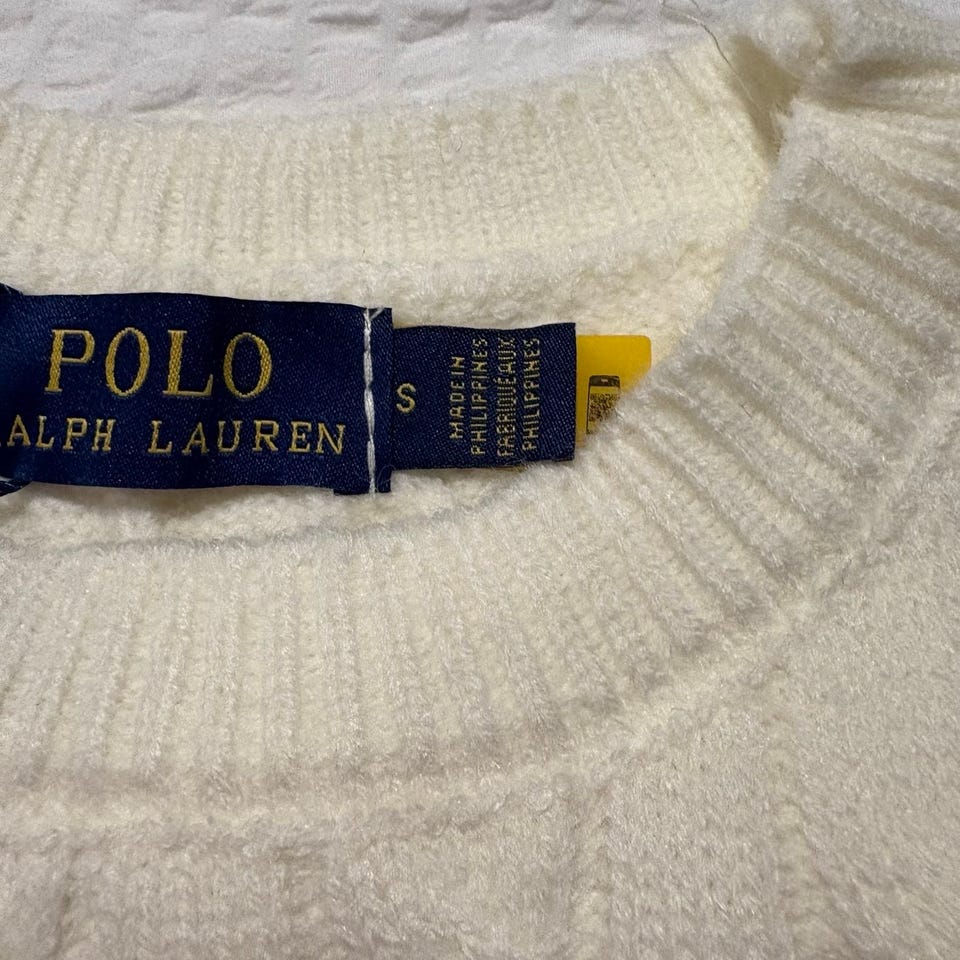 POLO
RALPH LAUREN
S
MADE IN
PHILIPPINES
FABRIQUÉ AUX
PHILIPPINES